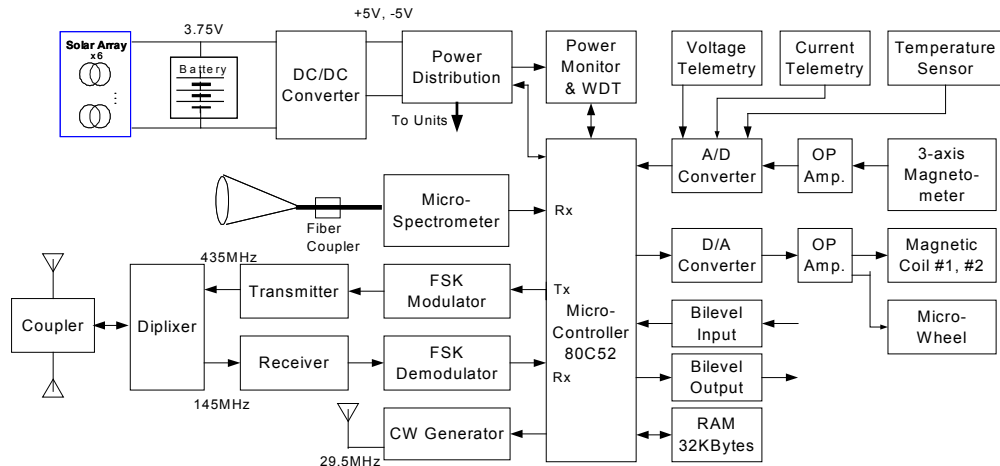 +5V, -5V
3.75V
Solar Array
x6
...
Battery
DC/DC
Converter
Power
Distribution
To Units
Power
Monitor
& WDT
Voltage
Telemetry
Current
Telemetry
Temperature
Sensor
A/D
Converter
OP
Amp.
3-axis
Magneto-
meter
Fiber
Coupler
Micro-
Spectrometer
Rx
D/A
Converter
OP
Amp.
Magnetic
Coil #1, #2
Micro-
Wheel
435MHz
Coupler
Diplixer
Transmitter
FSK
Modulator
Tx
Micro-
Controller
80C52
Bilevel
Input
Receiver
FSK
Demodulator
Rx
Bilevel
Output
145MHz
CW Generator
29.5MHz
RAM
32KBytes